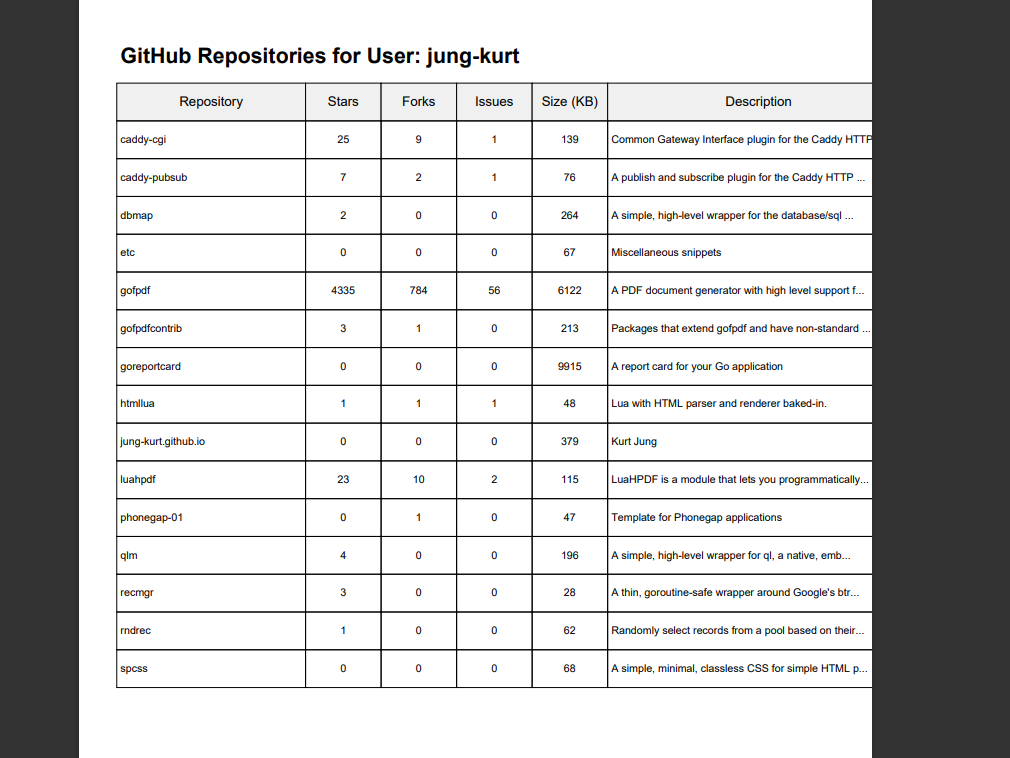 GitHub Repositories for User: jung-kurt
Repository Stars Forks Issues Size (KB) Description
caddy-cgi 25 9 1 139 Common Gateway Interface plugin for the Caddy HTTP
caddy-pubsub 7 2 1 76 A publish and subscribe plugin for the Caddy HTTP ...
dbmap 2 0 0 264 A simple, high-level wrapper for the database/sql ...
etc 0 0 0 67 Miscellaneous snippets
gofpdf 4335 784 56 6122 A PDF document generator with high level support f...
gofpdfcontrib 3 1 0 213 Packages that extend gofpdf and have non-standard ...
goreportcard 0 0 0 9915 A report card for your Go application
htmllua 1 1 1 48 Lua with HTML parser and renderer baked-in.
jung-kurt.github.io 0 0 0 379 Kurt Jung
luahpdf 23 10 2 115 LuaHPDF is a module that lets you programmatically...
phonegap-01 0 1 0 47 Template for Phonegap applications
qlm 4 0 0 196 A simple, high-level wrapper for ql, a native, emb...
recmgr 3 0 0 28 A thin, goroutine-safe wrapper around Google's btr...
rndrec 1 0 0 62 Randomly select records from a pool based on their...
spcss 0 0 0 68 A simple, minimal, classless CSS for simple HTML p...